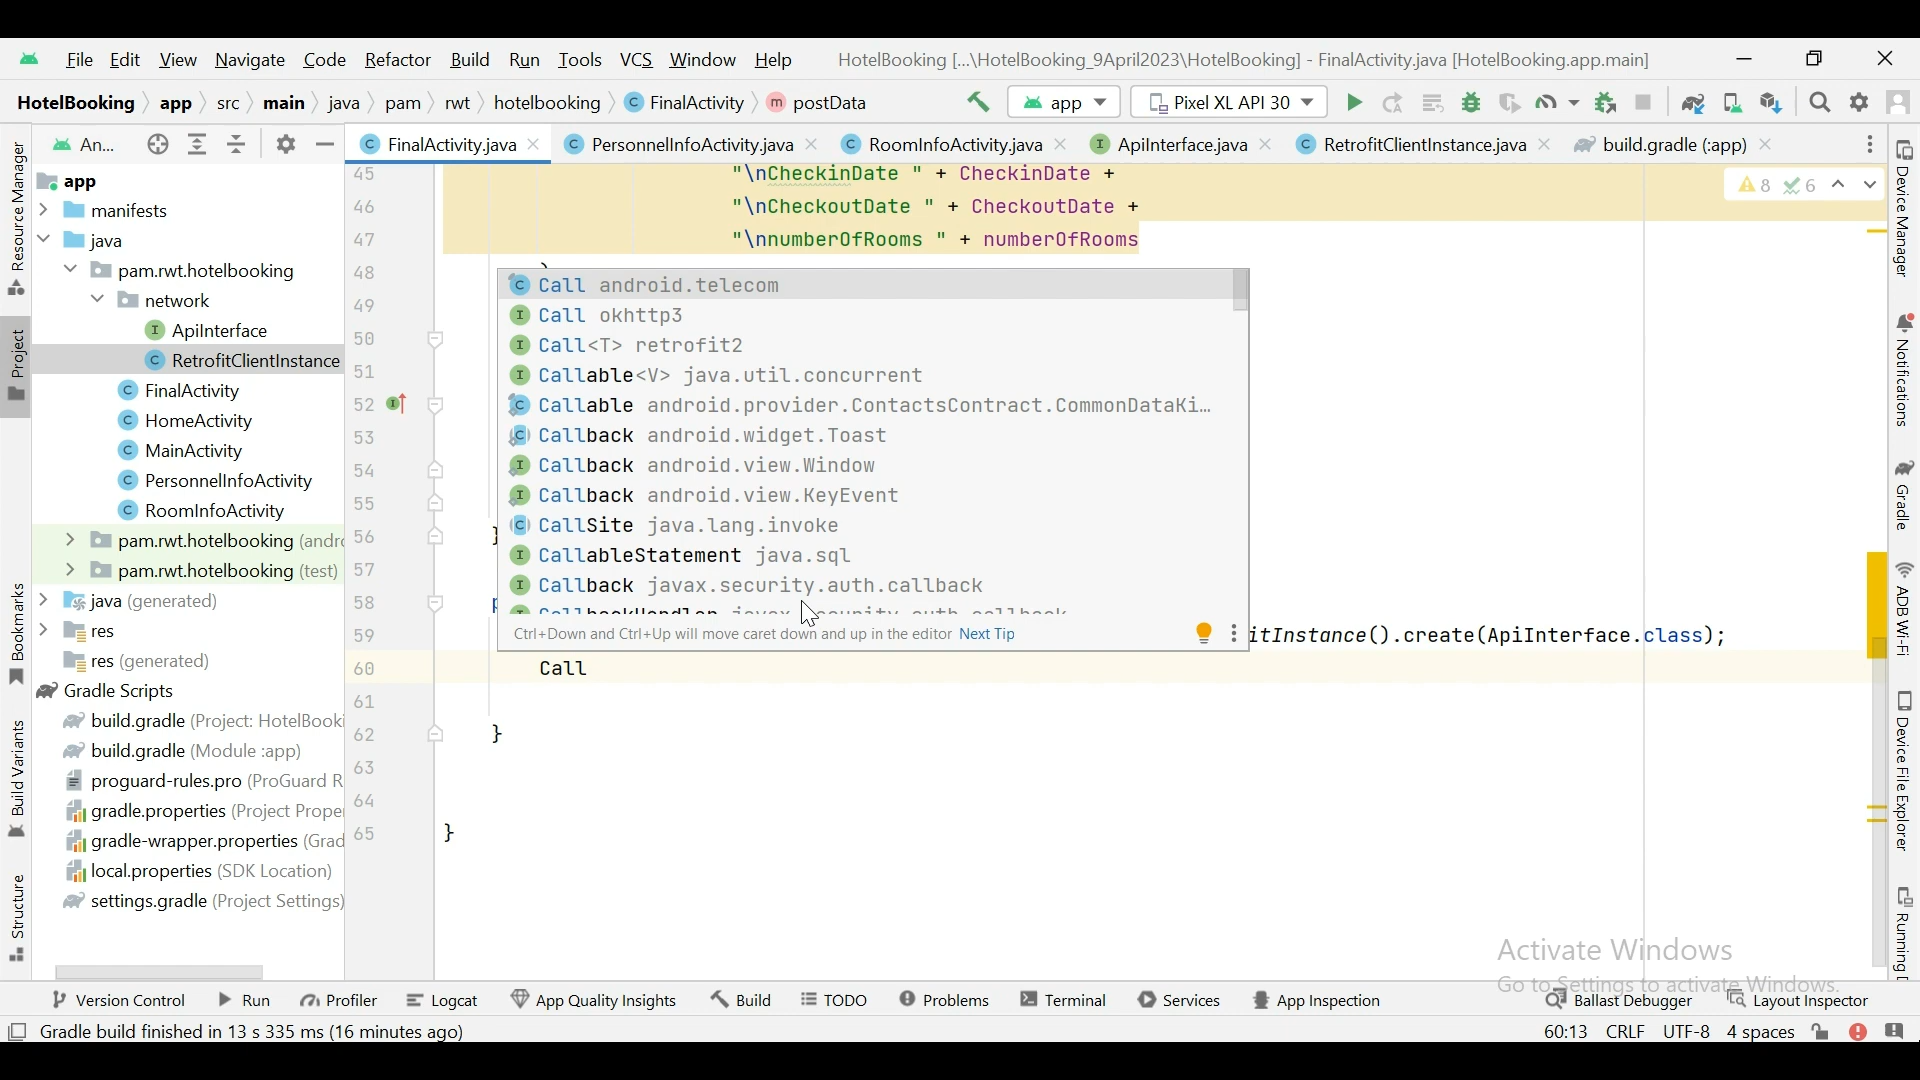 File Edit View Navigate Code Refactor Build Run Tools VCS Window Help HotelBooking [...\HotelBooking_9April2023\HotelBooking] - FinalActivity.java [HotelBooking.app.main]
HotelBooking app src main java pam rwt hotelbooking FinalActivity postData app Pixel XL API 30
An... FinalActivity.java PersonnelInfoActivity.java RoomInfoActivity.java ApiInterface.java RetrofitClientInstance.java build.gradle (:app)
Resource Manager
Project
Bookmarks
Build Variants
Structure
app
manifests
java
pam.rwt.hotelbooking
network
ApiInterface
RetrofitClientInstance
FinalActivity
HomeActivity
MainActivity
PersonnelInfoActivity
RoomInfoActivity
pam.rwt.hotelbooking (andr
pam.rwt.hotelbooking (test)
java (generated)
res
res (generated)
Gradle Scripts
build.gradle (Project: HotelBooki
build.gradle (Module :app)
proguard-rules.pro (ProGuard R
gradle.properties (Project Prope
gradle-wrapper.properties (Grad
local.properties (SDK Location)
settings.gradle (Project Settings)
45 "\nCheckinDate " + CheckinDate +
46 "\nCheckoutDate " + CheckoutDate +
47 "\nnumberOfRooms " + numberOfRooms
48
49
50
51
52
53
54
55
56 }
57
58
59 itInstance().create(ApiInterface.class);
60 Call
61
62 }
63
64
65 }
8 6
Call android.telecom
Call okhttp3
Call<T> retrofit2
Callable<V> java.util.concurrent
Callable android.provider.ContactsContract.CommonDataKi...
Callback android.widget.Toast
Callback android.view.Window
Callback android.view.KeyEvent
CallSite java.lang.invoke
CallableStatement java.sql
Callback javax.security.auth.callback
Ctrl+Down and Ctrl+Up will move caret down and up in the editor Next Tip
Device Manager
Notifications
Gradle
ADB Wi-Fi
Device File Explorer
Running D
Activate Windows
Go to Settings to activate Windows.
Version Control Run Profiler Logcat App Quality Insights Build TODO Problems Terminal Services App Inspection Ballast Debugger Layout Inspector
Gradle build finished in 13 s 335 ms (16 minutes ago) 60:13 CRLF UTF-8 4 spaces